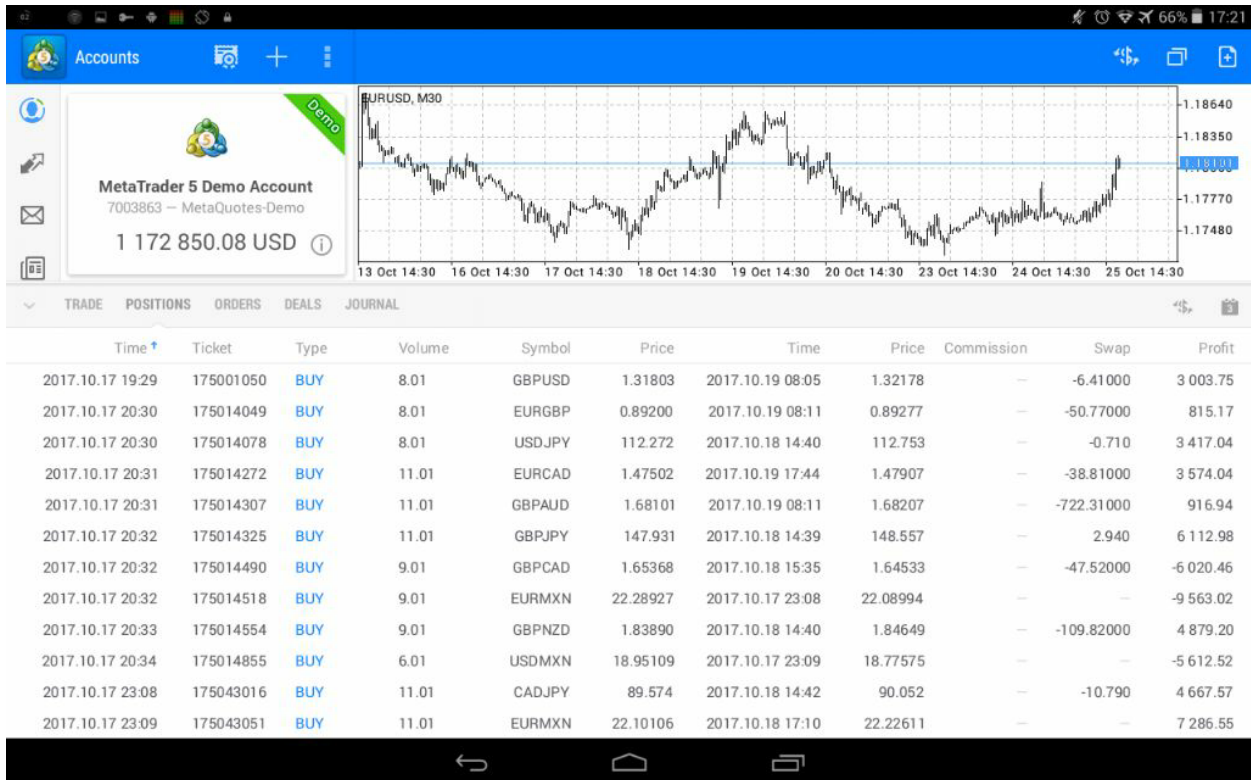 66% 17:21
Accounts
Demo
MetaTrader 5 Demo Account
7003863 — MetaQuotes-Demo
1 172 850.08 USD
EURUSD, M30
1.18640
1.18350
1.18101
1.17770
1.17480
13 Oct 14:30 16 Oct 14:30 17 Oct 14:30 18 Oct 14:30 19 Oct 14:30 20 Oct 14:30 23 Oct 14:30 24 Oct 14:30 25 Oct 14:30
TRADE POSITIONS ORDERS DEALS JOURNAL
Time Ticket Type Volume Symbol Price Time Price Commission Swap Profit
2017.10.17 19:29 175001050 BUY 8.01 GBPUSD 1.31803 2017.10.19 08:05 1.32178 — -6.41000 3 003.75
2017.10.17 20:30 175014049 BUY 8.01 EURGBP 0.89200 2017.10.19 08:11 0.89277 — -50.77000 815.17
2017.10.17 20:30 175014078 BUY 8.01 USDJPY 112.272 2017.10.18 14:40 112.753 — -0.710 3 417.04
2017.10.17 20:31 175014272 BUY 11.01 EURCAD 1.47502 2017.10.19 17:44 1.47907 — -38.81000 3 574.04
2017.10.17 20:31 175014307 BUY 11.01 GBPAUD 1.68101 2017.10.19 08:11 1.68207 — -722.31000 916.94
2017.10.17 20:32 175014325 BUY 11.01 GBPJPY 147.931 2017.10.18 14:39 148.557 — 2.940 6 112.98
2017.10.17 20:32 175014490 BUY 9.01 GBPCAD 1.65368 2017.10.18 15:35 1.64533 — -47.52000 -6 020.46
2017.10.17 20:32 175014518 BUY 9.01 EURMXN 22.28927 2017.10.17 23:08 22.08994 — — -9 563.02
2017.10.17 20:33 175014554 BUY 9.01 GBPNZD 1.83890 2017.10.18 14:40 1.84649 — -109.82000 4 879.20
2017.10.17 20:34 175014855 BUY 6.01 USDMXN 18.95109 2017.10.17 23:09 18.77575 — — -5 612.52
2017.10.17 23:08 175043016 BUY 11.01 CADJPY 89.574 2017.10.18 14:42 90.052 — -10.790 4 667.57
2017.10.17 23:09 175043051 BUY 11.01 EURMXN 22.10106 2017.10.18 17:10 22.22611 — — 7 286.55